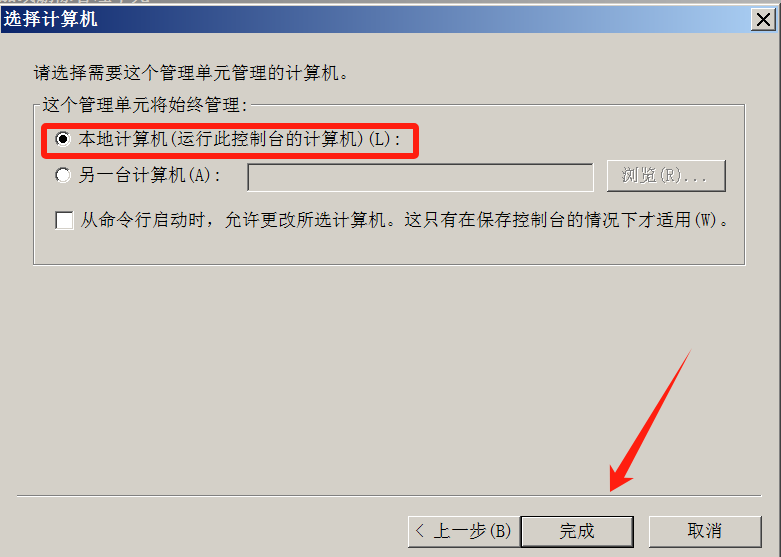 选择计算机
请选择需要这个管理单元管理的计算机。
这个管理单元将始终管理:
本地计算机(运行此控制台的计算机)(L):
另一台计算机(A):
浏览(R)...
从命令行启动时，允许更改所选计算机。这只有在保存控制台的情况下才适用(W)。
< 上一步(B)
完成
取消